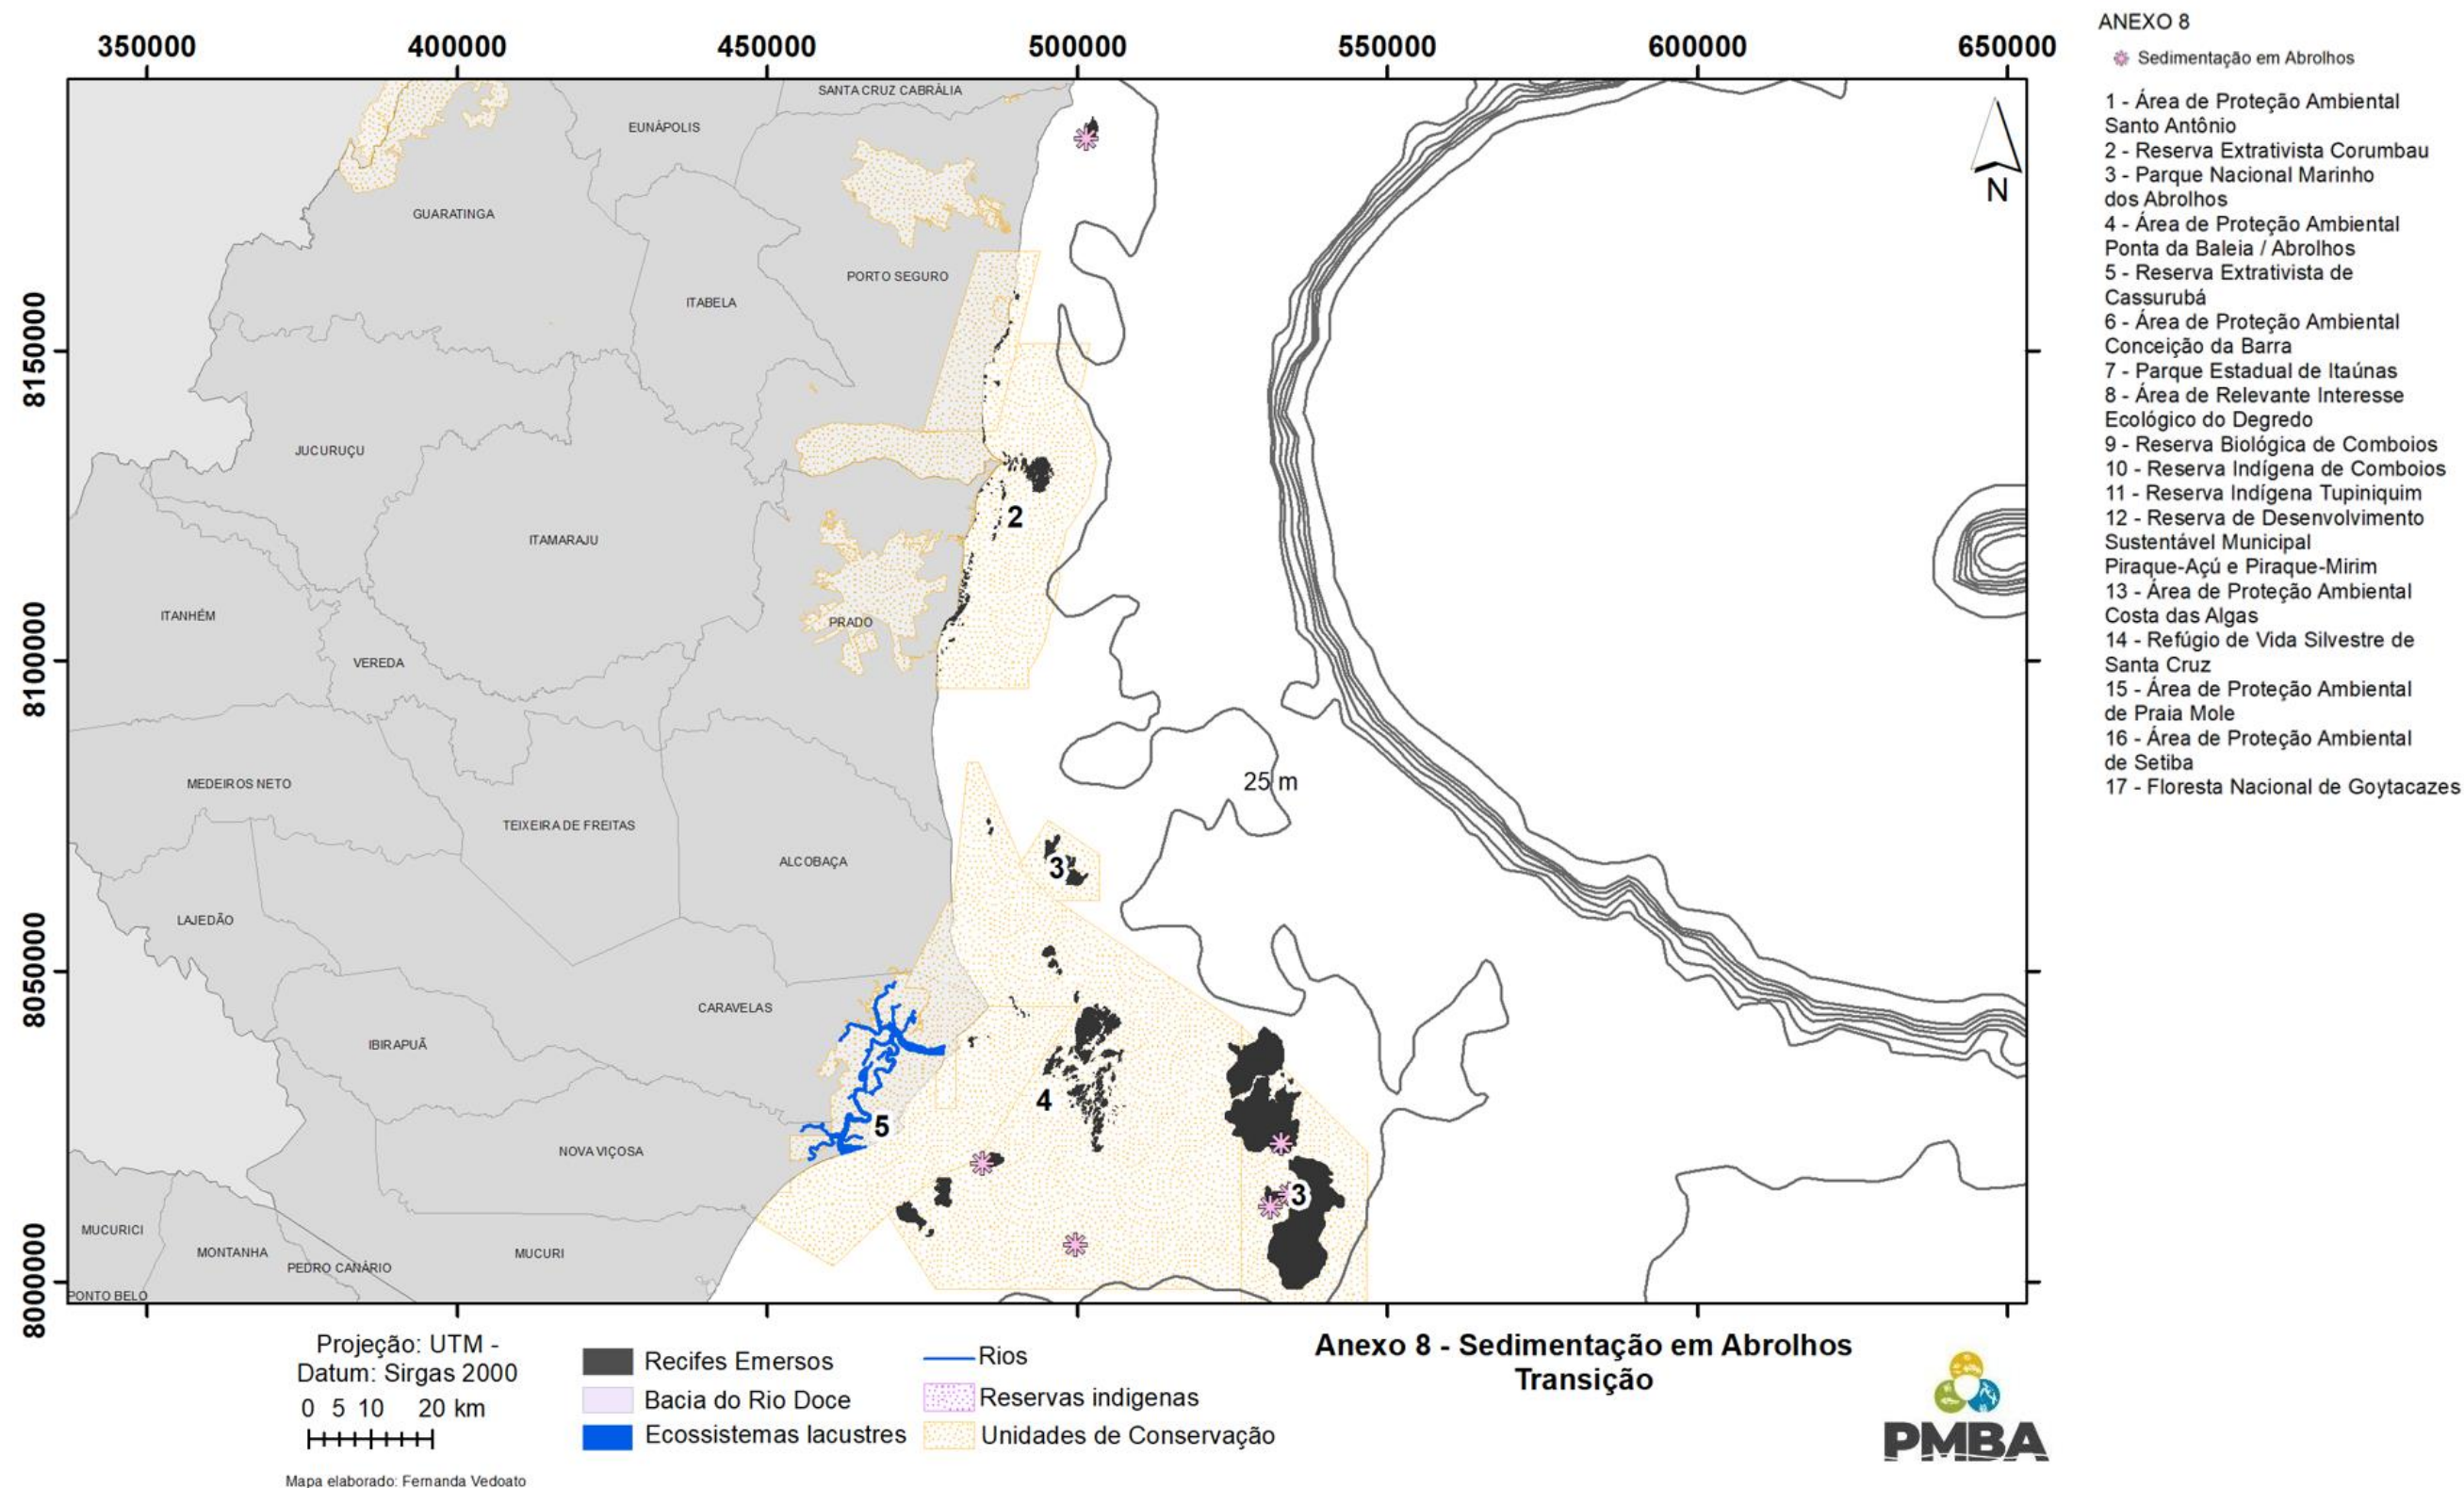 350000 400000 450000 500000 550000 600000 650000
ANEXO 8
Sedimentação em Abrolhos
1 - Área de Proteção Ambiental
Santo Antônio
2 - Reserva Extrativista Corumbau
3 - Parque Nacional Marinho
dos Abrolhos
4 - Área de Proteção Ambiental
Ponta da Baleia / Abrolhos
5 - Reserva Extrativista de
Cassurubá
6 - Área de Proteção Ambiental
Conceição da Barra
7 - Parque Estadual de Itaúnas
8 - Área de Relevante Interesse
Ecológico do Degredo
9 - Reserva Biológica de Comboios
10 - Reserva Indígena de Comboios
11 - Reserva Indígena Tupiniquim
12 - Reserva de Desenvolvimento
Sustentável Municipal
Piraque-Açú e Piraque-Mirim
13 - Área de Proteção Ambiental
Costa das Algas
14 - Refúgio de Vida Silvestre de
Santa Cruz
15 - Área de Proteção Ambiental
de Praia Mole
16 - Área de Proteção Ambiental
de Setiba
17 - Floresta Nacional de Goytacazes
N
SANTA CRUZ CABRÁLIA
EUNÁPOLIS
GUARATINGA
PORTO SEGURO
ITABELA
8150000
JUCURUÇU
2
ITAMARAJU
ITANHÉM
PRADO
VEREDA
8100000
MEDEIROS NETO
25 m
TEIXEIRA DE FREITAS
ALCOBAÇA
3
LAJEDÃO
8050000
CARAVELAS
IBIRAPUÃ
4
5
NOVA VIÇOSA
3
MUCURICI
MONTANHA
MUCURI
PEDRO CANÁRIO
8000000
PONTO BELO
Projeção: UTM -
Datum: Sirgas 2000
0 5 10 20 km
Mapa elaborado: Fernanda Vedoato
Recifes Emersos
Bacia do Rio Doce
Ecossistemas lacustres
Rios
Reservas indigenas
Unidades de Conservação
Anexo 8 - Sedimentação em Abrolhos
Transição
PMBA